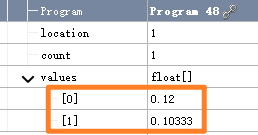 Program Program 48
location 1
count 1
values float[]
[0] 0.12
[1] 0.10333